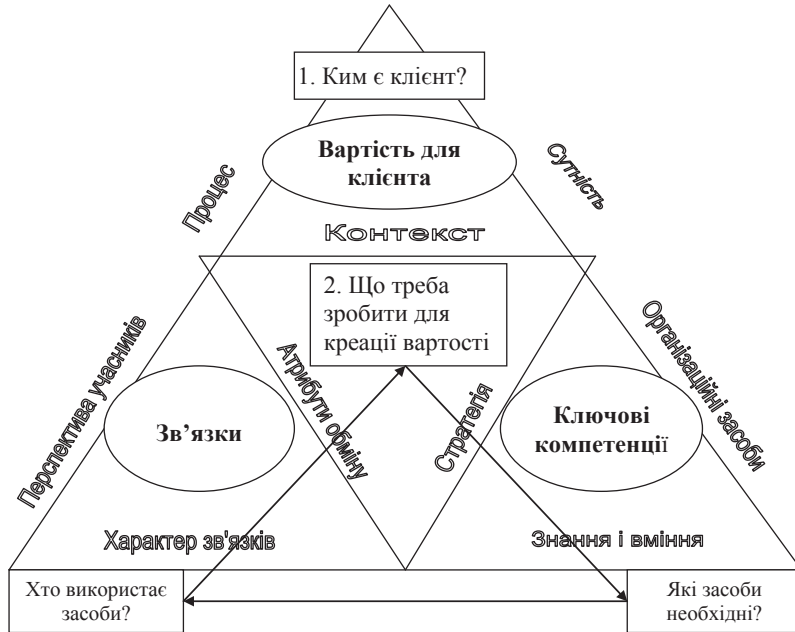 1. Ким є клієнт?
Вартість для
клієнта
Процес
Сутність
Контекст
2. Що треба
зробити для
креації вартості
Перспектива учасників
Атрибути обміну
Стратегія
Організаційні засоби
Зв’язки
Ключові
компетенції
Характер зв'язків
Знання і вміння
Хто використає
засоби?
Які засоби
необхідні?